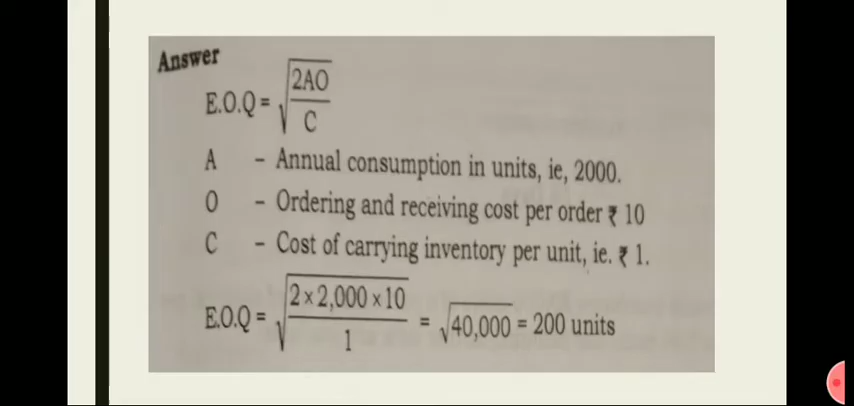 Answer
E.O.Q = √(2AO / C)
A – Annual consumption in units, ie, 2000.
O – Ordering and receiving cost per order ₹ 10
C – Cost of carrying inventory per unit, ie. ₹ 1.
E.O.Q = √(2 × 2,000 × 10 / 1) = √40,000 = 200 units